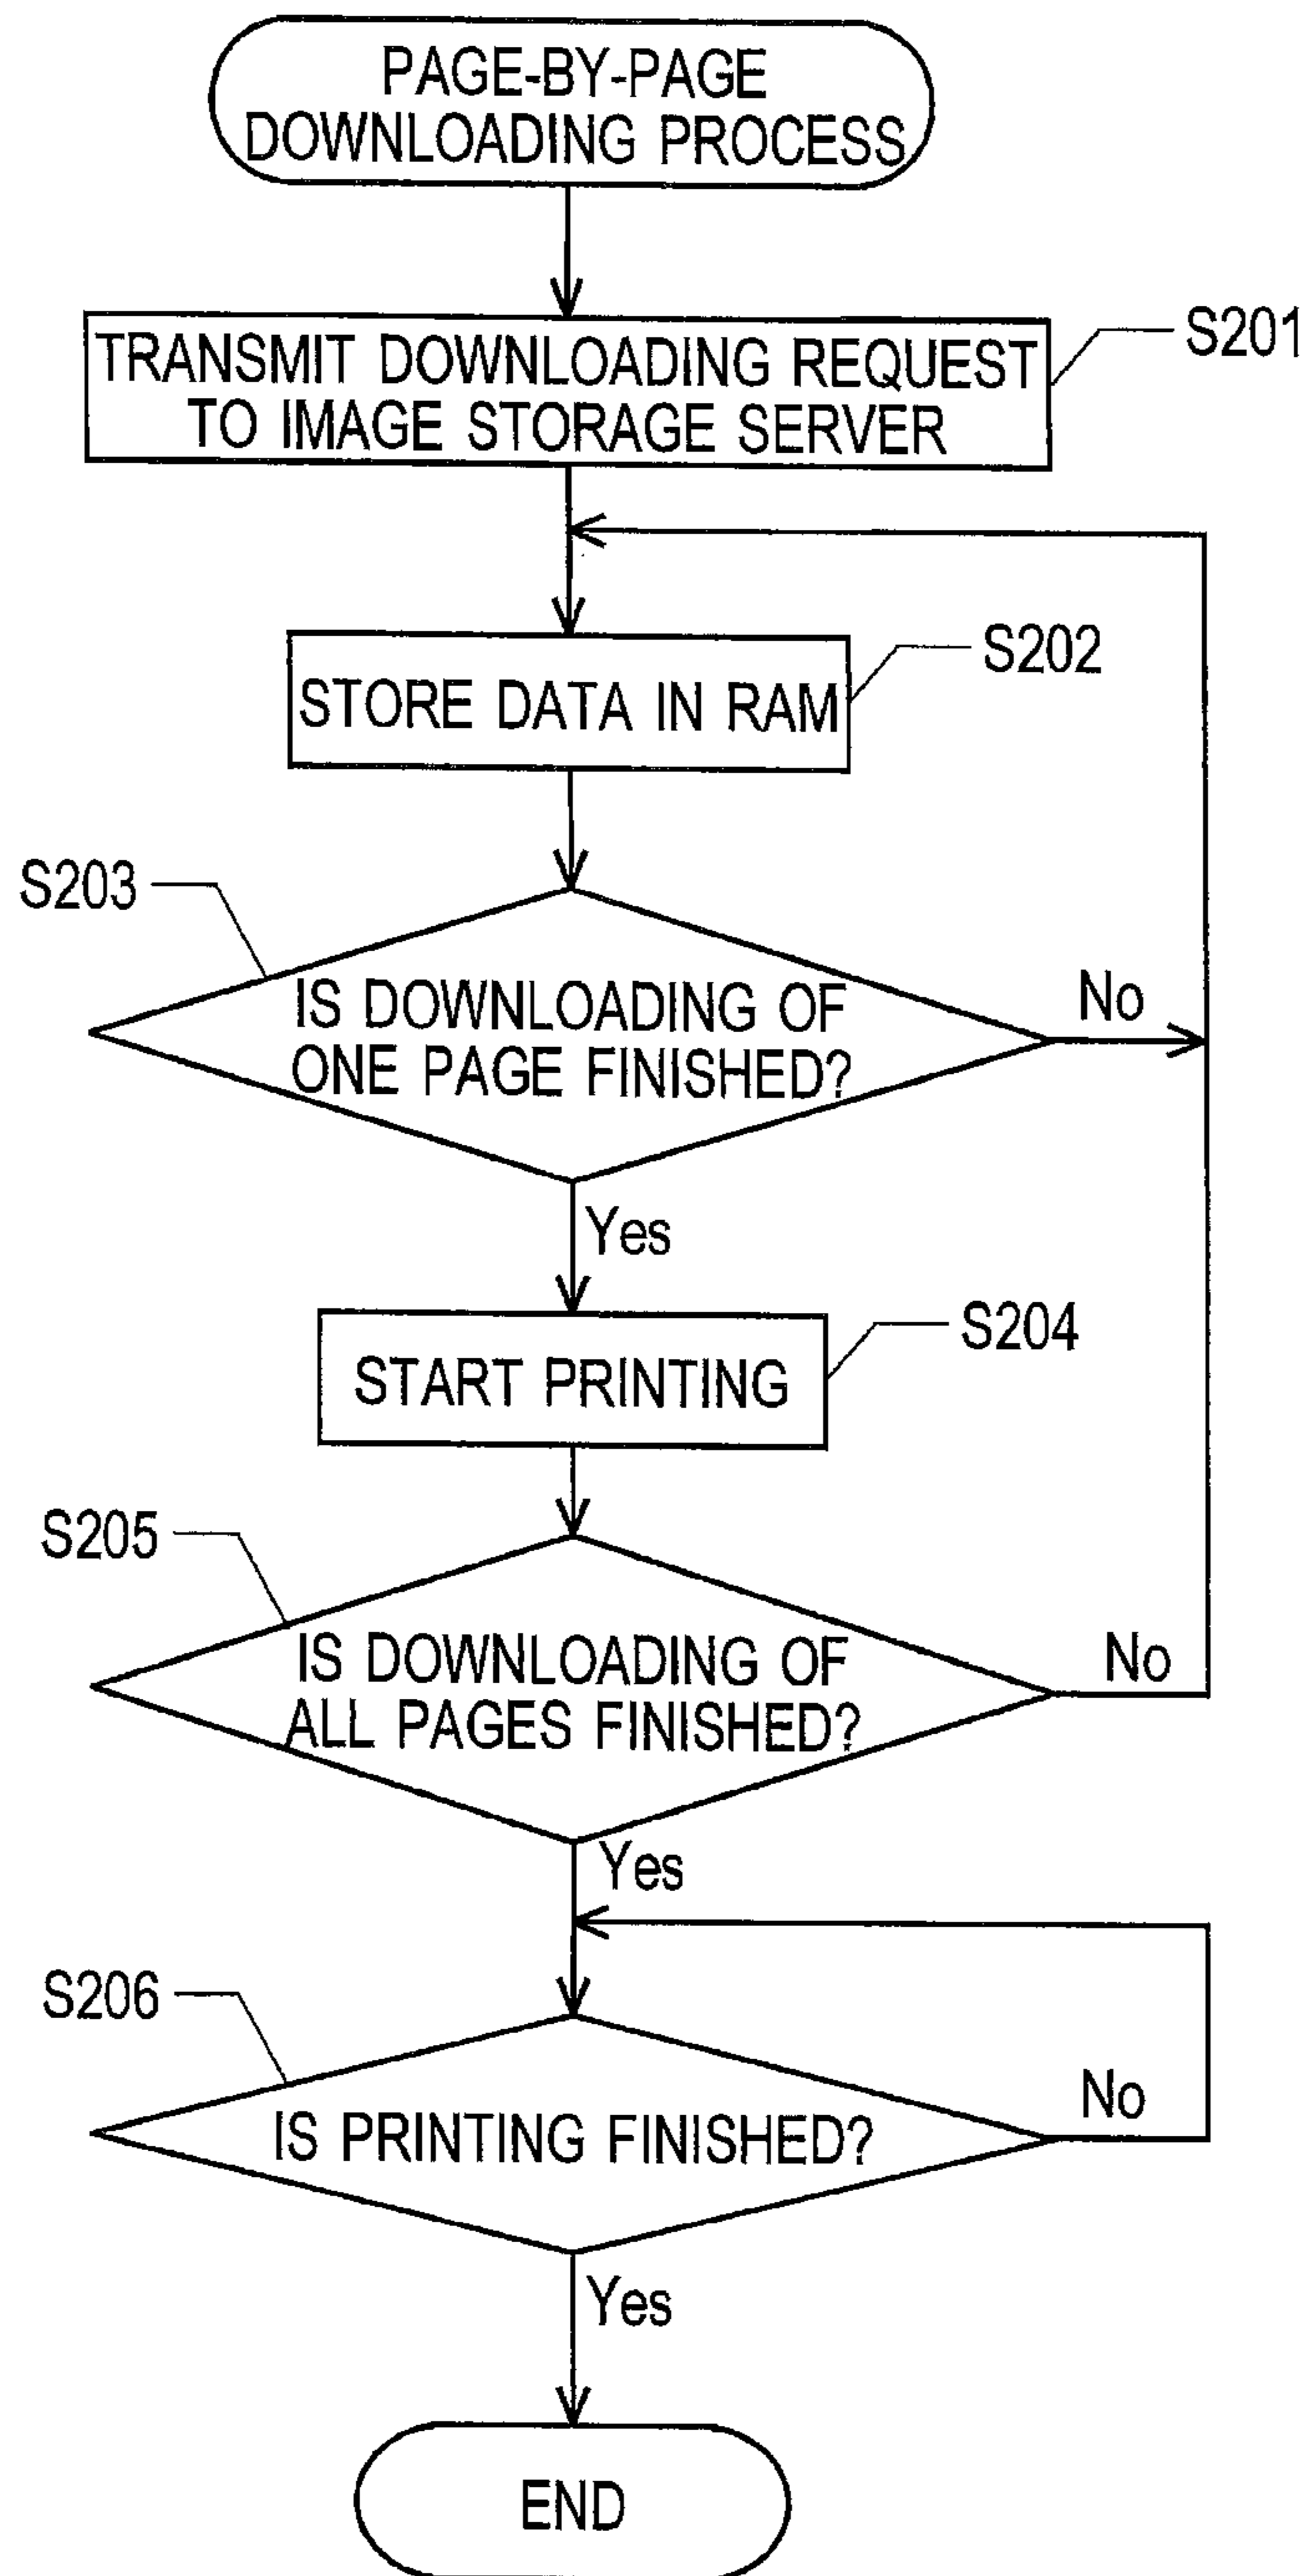 PAGE-BY-PAGE
DOWNLOADING PROCESS
TRANSMIT DOWNLOADING REQUEST
TO IMAGE STORAGE SERVER
S201
STORE DATA IN RAM
S202
S203
IS DOWNLOADING OF
ONE PAGE FINISHED?
No
Yes
START PRINTING
S204
S205
IS DOWNLOADING OF
ALL PAGES FINISHED?
No
Yes
S206
IS PRINTING FINISHED?
No
Yes
END